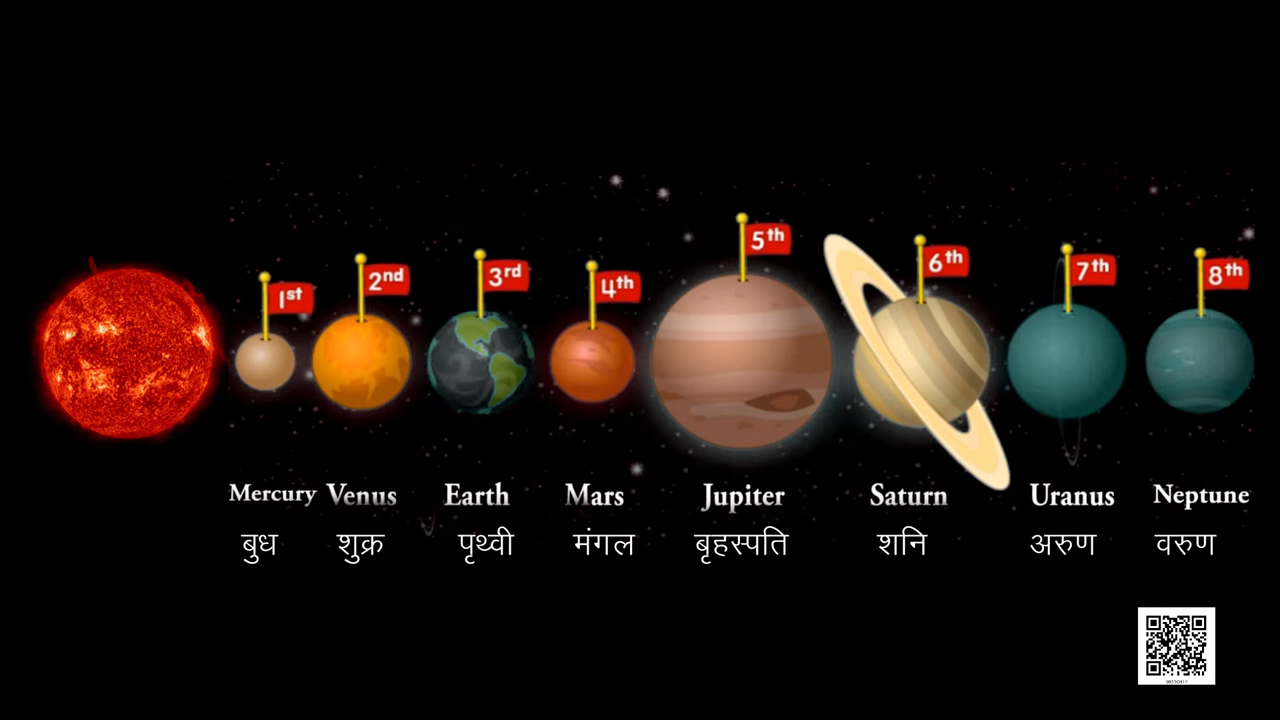 1st 2nd 3rd 4th 5th 6th 7th 8th
Mercury Venus Earth Mars Jupiter Saturn Uranus Neptune
बुध शुक्र पृथ्वी मंगल बृहस्पति शनि अरुण वरुण